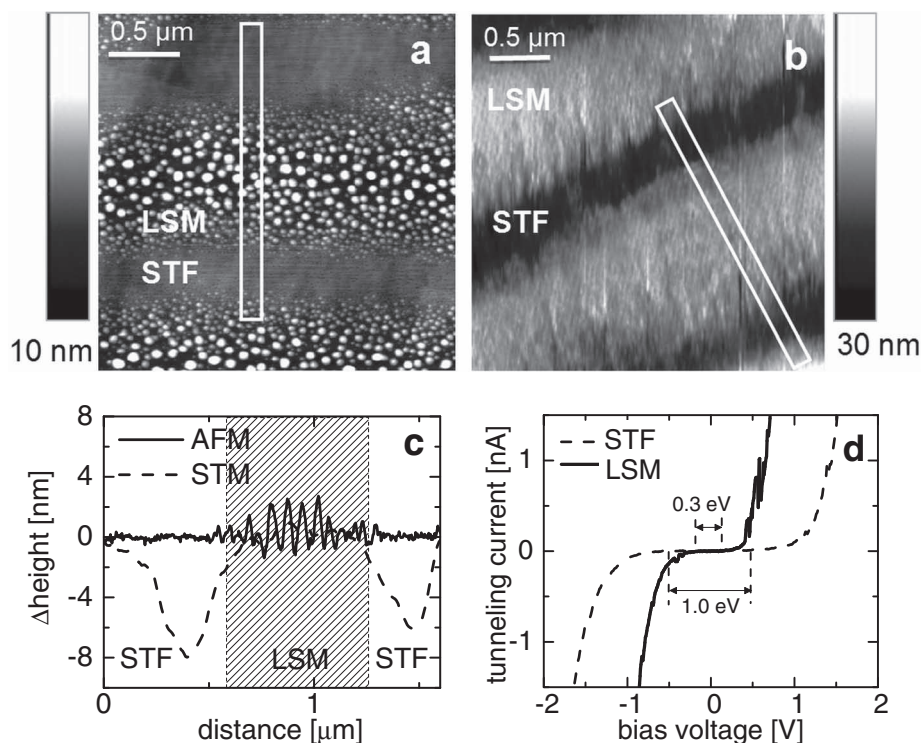 0.5 µm
a
LSM
STF
10 nm
0.5 µm
b
LSM
STF
30 nm
c
AFM
STM
8
4
0
-4
-8
Δheight [nm]
STF
LSM
STF
0
1
distance [µm]
d
STF
LSM
0.3 eV
1.0 eV
1
0
-1
tunneling current [nA]
-2
-1
0
1
2
bias voltage [V]